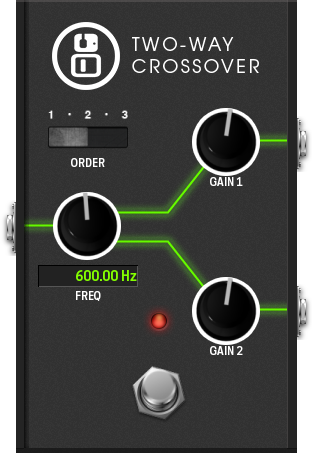 TWO-WAY
CROSSOVER
1 · 2 · 3
ORDER
GAIN 1
600.00 Hz
FREQ
GAIN 2